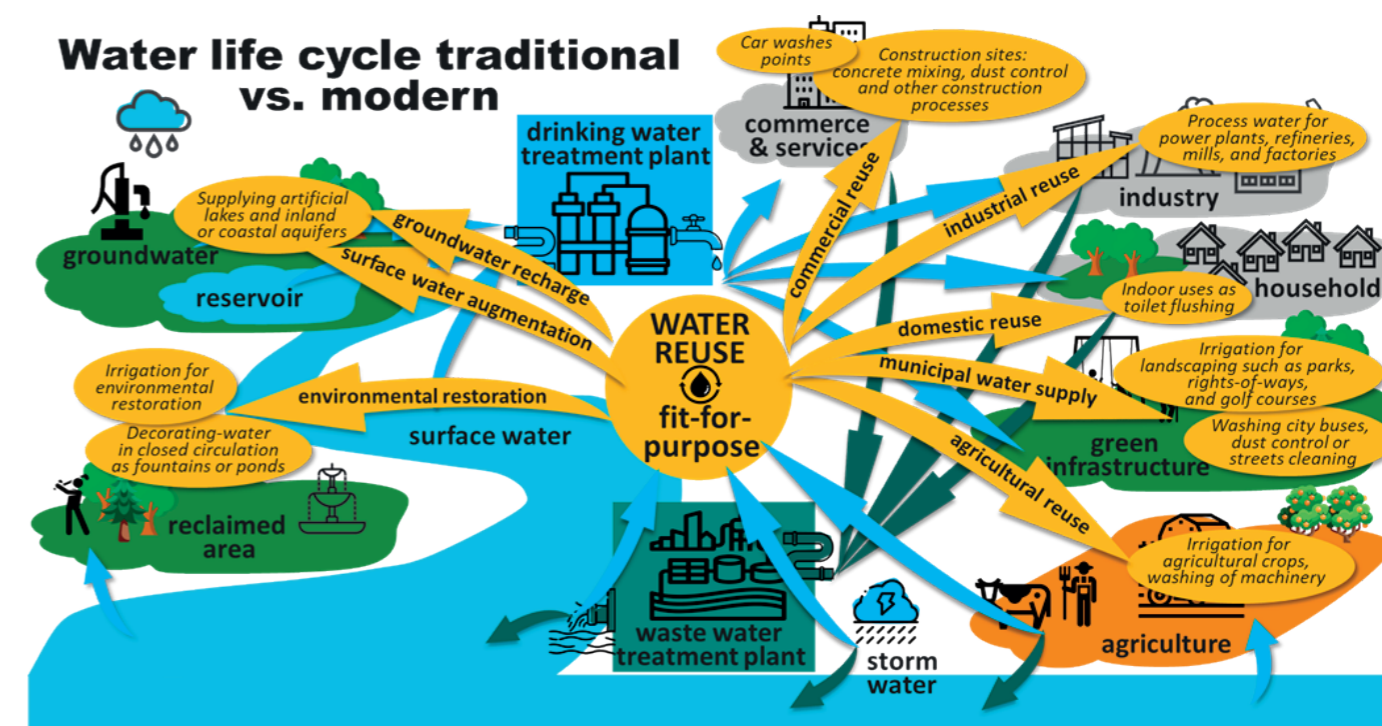 Water life cycle traditional
vs. modern
Car washes
points
Construction sites:
concrete mixing, dust control
and other construction
processes
commerce
& services
drinking water
treatment plant
Process water for
power plants, refineries,
mills, and factories
industry
Supplying artificial
lakes and inland
or coastal aquifers
groundwater
reservoir
groundwater recharge
surface water augmentation
commercial reuse
industrial reuse
household
Indoor uses as
toilet flushing
WATER
REUSE
fit-for-
purpose
domestic reuse
municipal water supply
agricultural reuse
Irrigation for
landscaping such as parks,
rights-of-ways,
and golf courses
Washing city buses,
dust control or
streets cleaning
green
infrastructure
Irrigation for
environmental
restoration
environmental restoration
Decorating-water
in closed circulation
as fountains or ponds
surface water
reclaimed
area
waste water
treatment plant
storm
water
Irrigation for
agricultural crops,
washing of machinery
agriculture